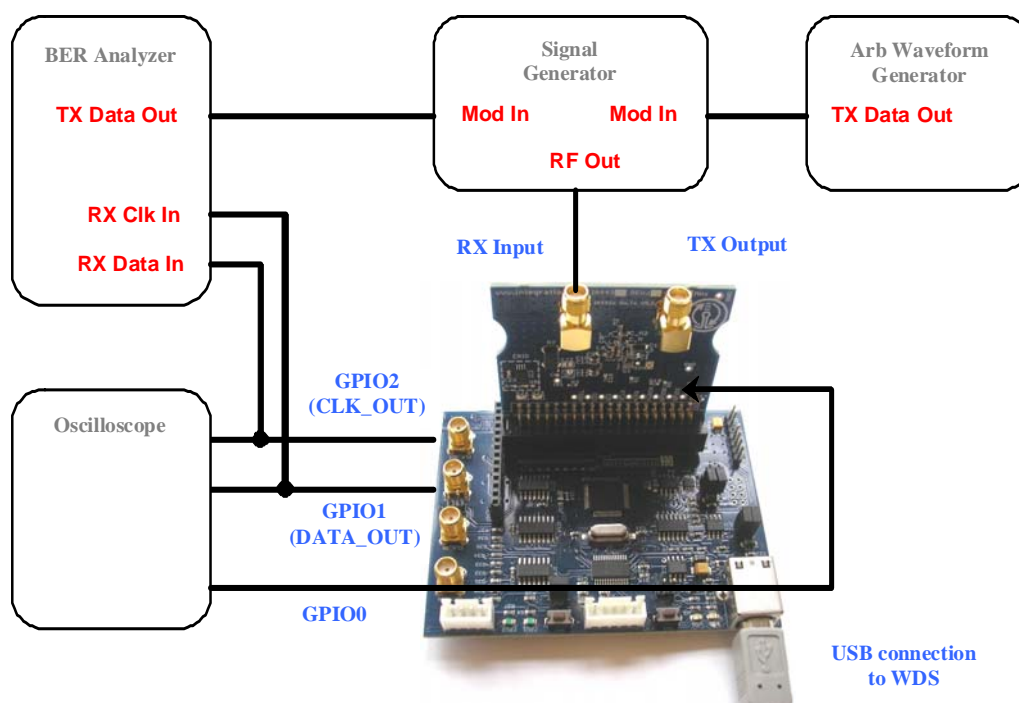 BER Analyzer
TX Data Out
RX Clk In
RX Data In
Signal
Generator
Mod In
Mod In
RF Out
Arb Waveform
Generator
TX Data Out
RX Input
TX Output
Oscilloscope
GPIO2
(CLK_OUT)
GPIO1
(DATA_OUT)
GPIO0
USB connection
to WDS